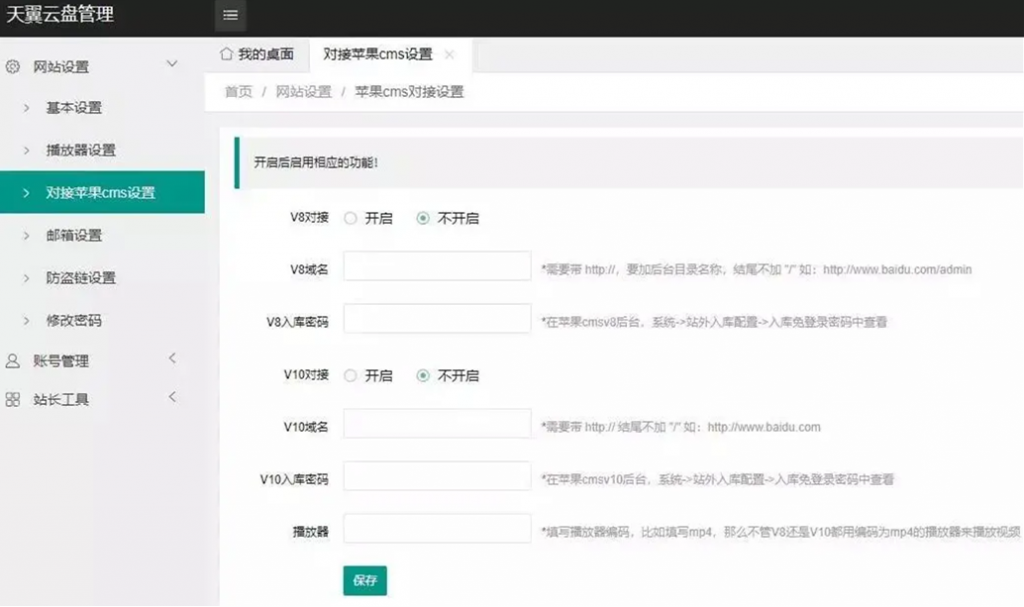 天翼云盘管理
网站设置
基本设置
播放器设置
对接苹果cms设置
邮箱设置
防盗链设置
修改密码
账号管理
站长工具
我的桌面 对接苹果cms设置
首页 / 网站设置 / 苹果cms对接设置
开启后启用相应的功能!
V8对接 开启 不开启
V8域名 *需要带 http://，要加后台目录名称，结尾不加 "/" 如：http://www.baidu.com/admin
V8入库密码 *在苹果cmsv8后台，系统->站外入库配置->入库免登录密码中查看
V10对接 开启 不开启
V10域名 *需要带 http:// 结尾不加 "/" 如：http://www.baidu.com
V10入库密码 *在苹果cmsv10后台，系统->站外入库配置->入库免登录密码中查看
播放器 *填写播放器编码，比如填写mp4，那么不管V8还是V10都用编码为mp4的播放器来播放视频
保存